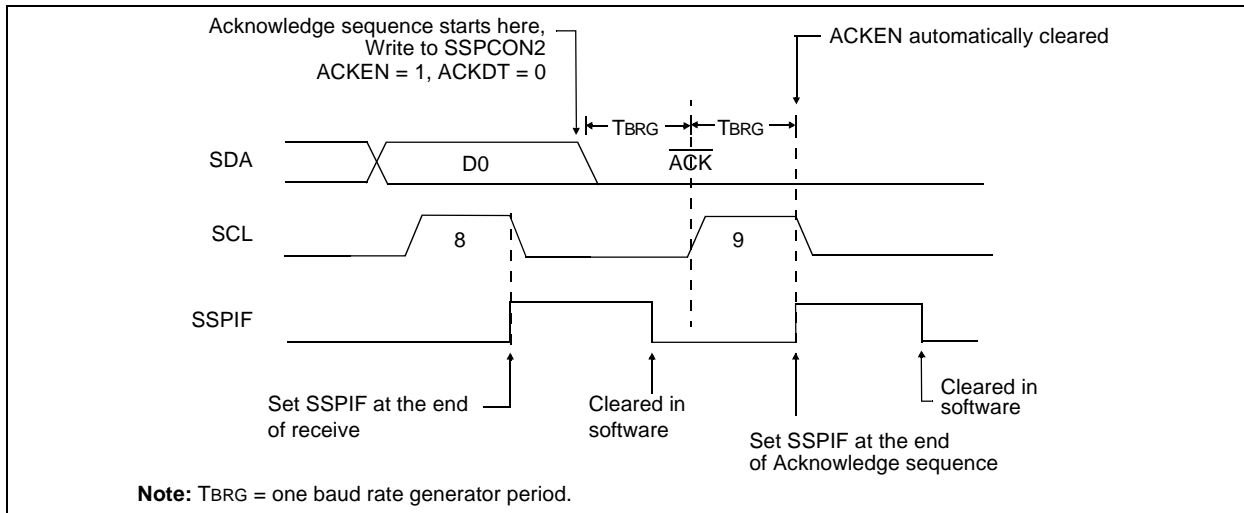 Acknowledge sequence starts here,
Write to SSPCON2
ACKEN = 1, ACKDT = 0
ACKEN automatically cleared
TBRG
TBRG
SDA
D0
ACK
SCL
8
9
SSPIF
Set SSPIF at the end
of receive
Cleared in
software
Set SSPIF at the end
of Acknowledge sequence
Cleared in
software
Note: TBRG = one baud rate generator period.